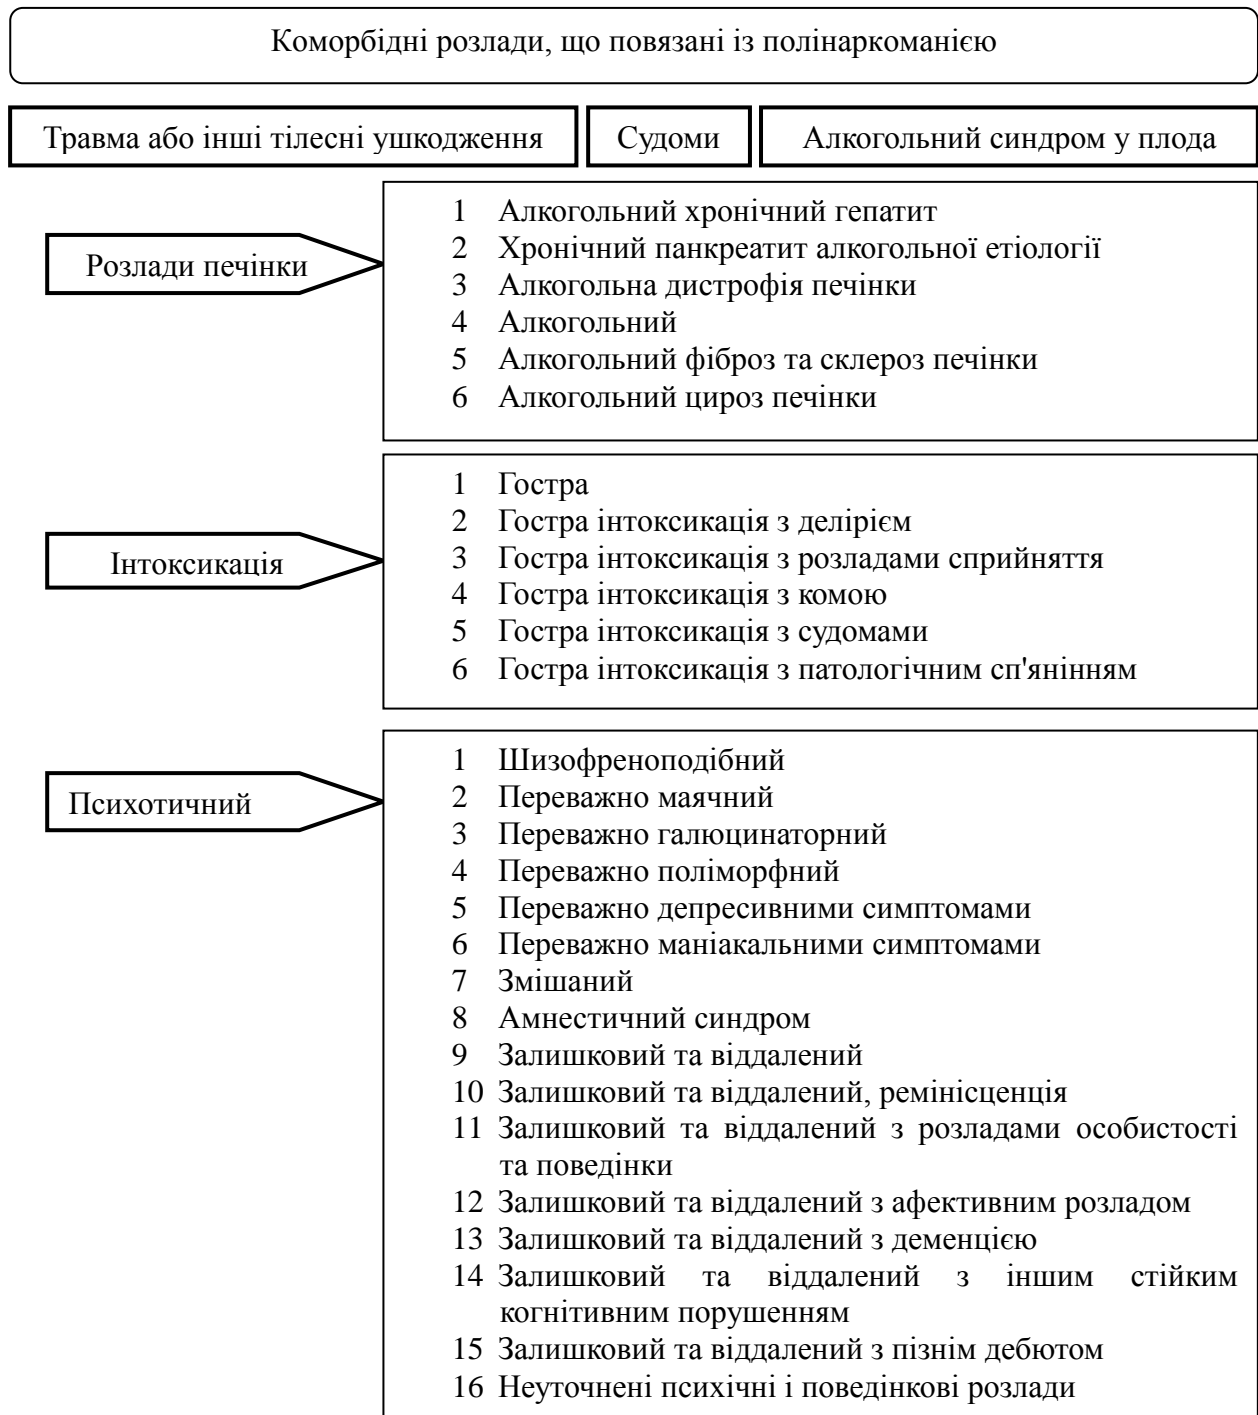 Коморбідні розлади, що повязані із полінаркоманією
Травма або інші тілесні ушкодження
Судоми
Алкогольний синдром у плода
Розлади печінки
1 Алкогольний хронічний гепатит
2 Хронічний панкреатит алкогольної етіології
3 Алкогольна дистрофія печінки
4 Алкогольний
5 Алкогольний фіброз та склероз печінки
6 Алкогольний цироз печінки
Інтоксикація
1 Гостра
2 Гостра інтоксикація з делірієм
3 Гостра інтоксикація з розладами сприйняття
4 Гостра інтоксикація з комою
5 Гостра інтоксикація з судомами
6 Гостра інтоксикація з патологічним сп'янінням
Психотичний
1 Шизофреноподібний
2 Переважно маячний
3 Переважно галюцинаторний
4 Переважно поліморфний
5 Переважно депресивними симптомами
6 Переважно маніакальними симптомами
7 Змішаний
8 Амнестичний синдром
9 Залишковий та віддалений
10 Залишковий та віддалений, ремінісценція
11 Залишковий та віддалений з розладами особистості
та поведінки
12 Залишковий та віддалений з афективним розладом
13 Залишковий та віддалений з деменцією
14 Залишковий та віддалений з іншим стійким
когнітивним порушенням
15 Залишковий та віддалений з пізнім дебютом
16 Неуточнені психічні і поведінкові розлади